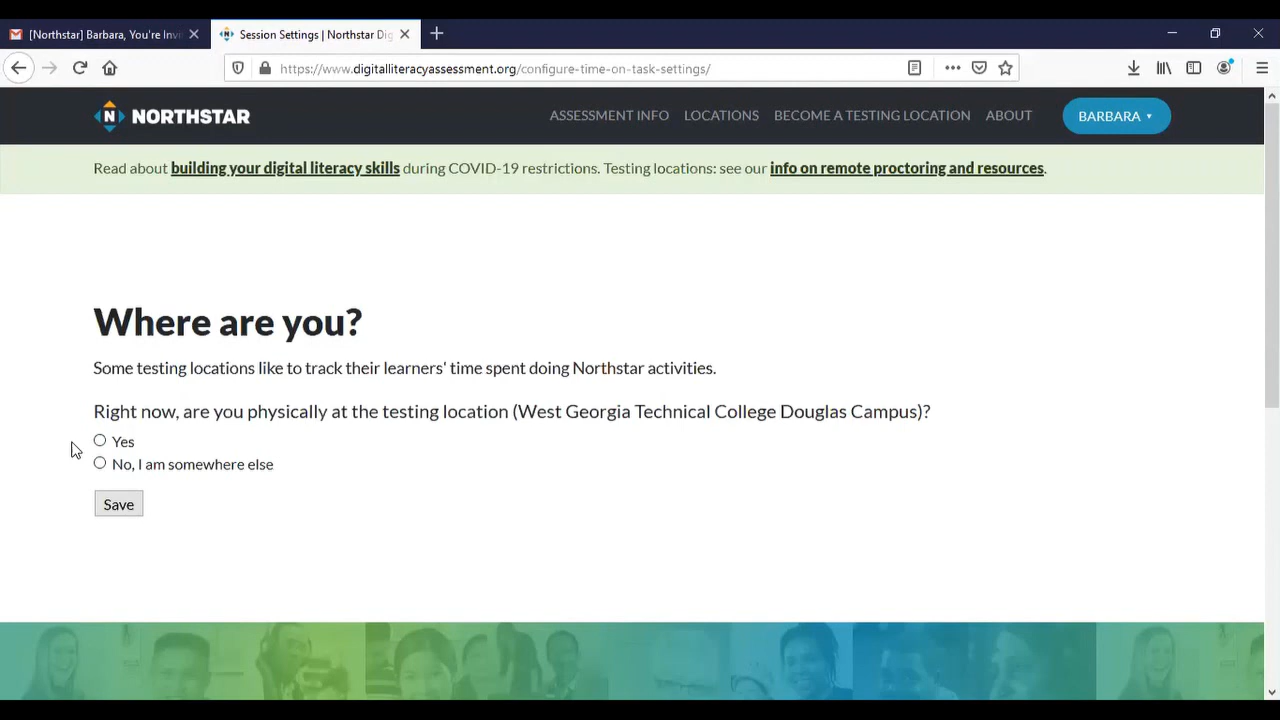 [Northstar] Barbara, You're Invi
Session Settings | Northstar Dig
https://www.digitalliteracyassessment.org/configure-time-on-task-settings/
N NORTHSTAR
ASSESSMENT INFO LOCATIONS BECOME A TESTING LOCATION ABOUT BARBARA
Read about building your digital literacy skills during COVID-19 restrictions. Testing locations: see our info on remote proctoring and resources.
Where are you?
Some testing locations like to track their learners' time spent doing Northstar activities.
Right now, are you physically at the testing location (West Georgia Technical College Douglas Campus)?
Yes
No, I am somewhere else
Save